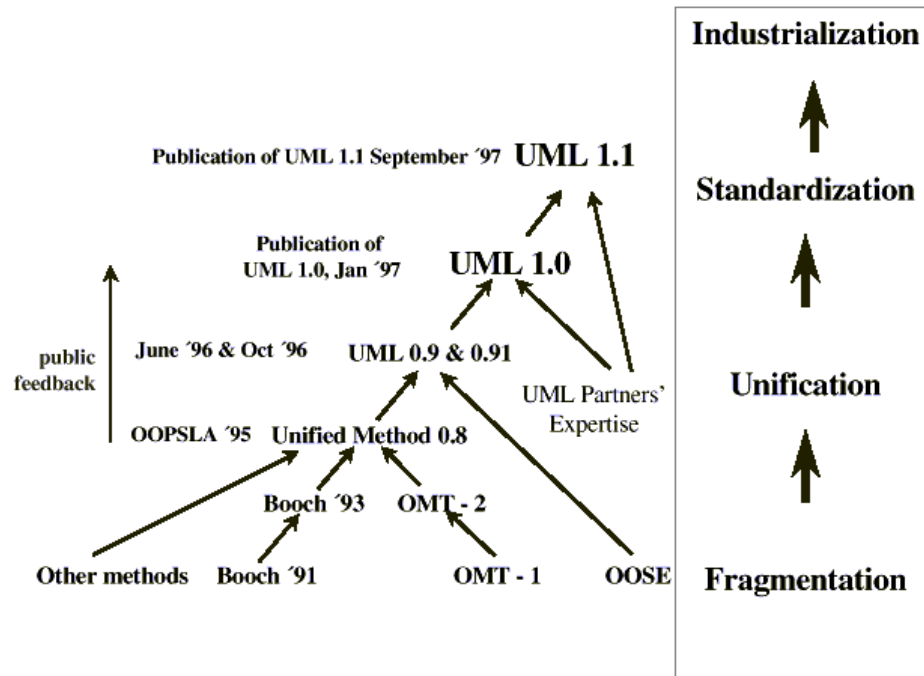 Industrialization
Publication of UML 1.1 September ´97 UML 1.1
Standardization
Publication of
UML 1.0, Jan ´97
UML 1.0
June ´96 & Oct ´96
UML 0.9 & 0.91
public
feedback
UML Partners’
Expertise
Unification
OOPSLA ´95
Unified Method 0.8
Booch ´93
OMT - 2
Other methods
Booch ´91
OMT - 1
OOSE
Fragmentation